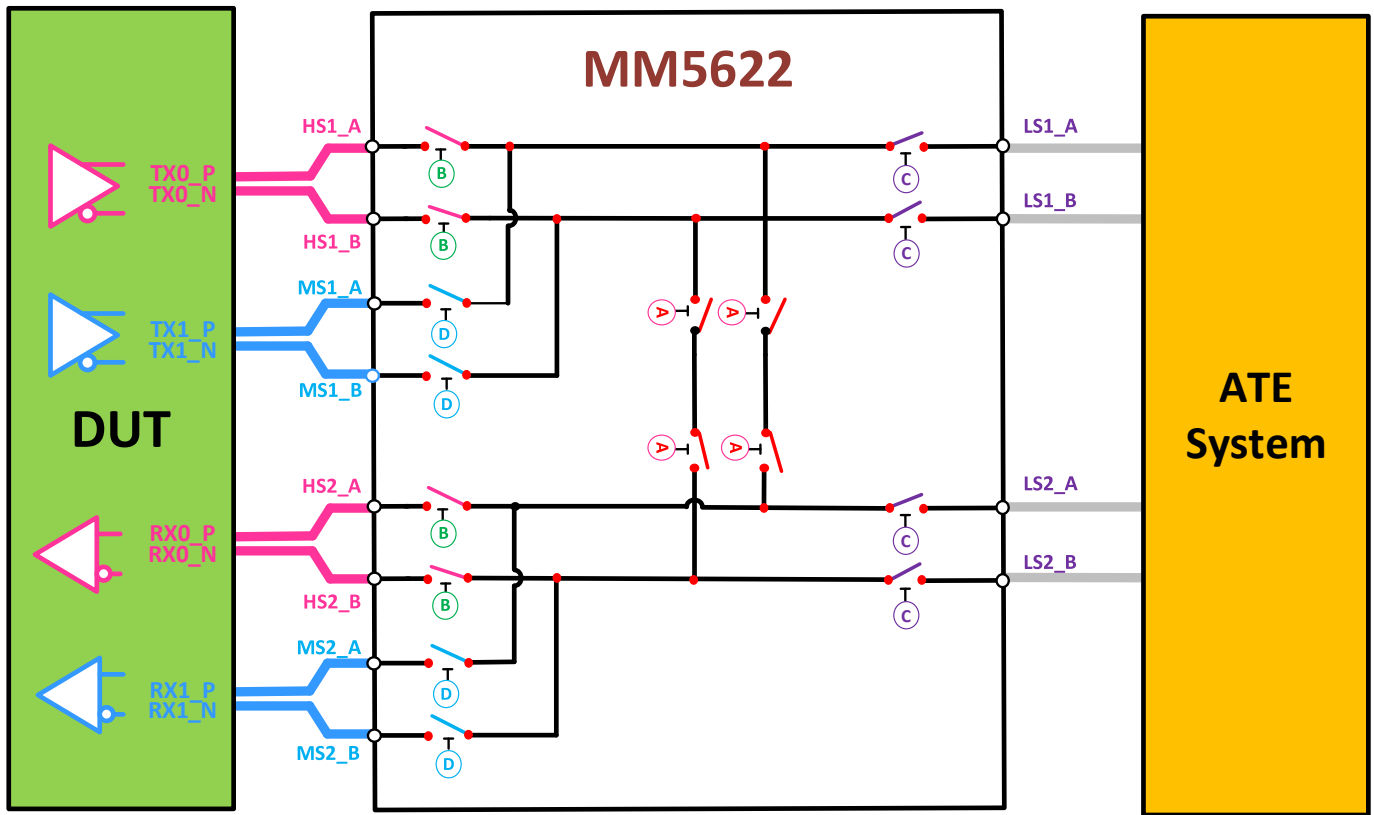 MM5622
HS1_A
LS1_A
TX0_P
TX0_N
B
C
LS1_B
HS1_B
B
C
MS1_A
A
A
TX1_P
TX1_N
D
MS1_B
D
DUT
ATE
System
A
A
HS2_A
LS2_A
RX0_P
RX0_N
B
C
LS2_B
HS2_B
B
C
MS2_A
RX1_P
RX1_N
D
MS2_B
D